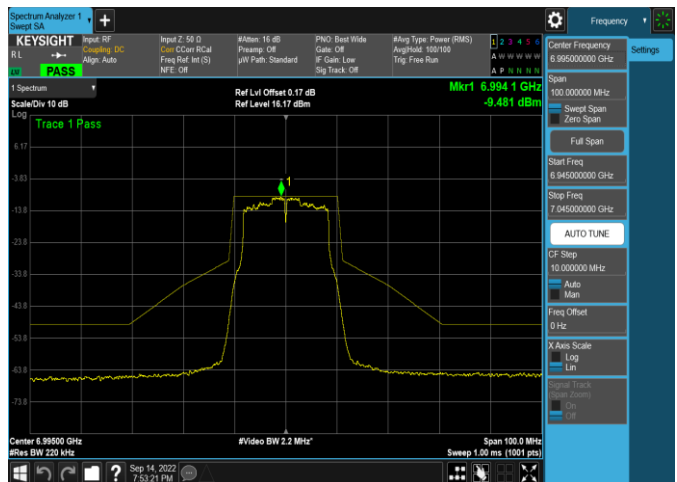 Spectrum Analyzer 1
Swept SA
+
Frequency
KEYSIGHT
R L
LW
PASS
Input: RF
Coupling: DC
Align: Auto
Input Z: 50 Ω
Corr CCorr RCal
Freq Ref: Int (S)
NFE: Off
#Atten: 16 dB
Preamp: Off
µW Path: Standard
PNO: Best Wide
Gate: Off
IF Gain: Low
Sig Track: Off
#Avg Type: Power (RMS)
Avg|Hold: 100/100
Trig: Free Run
1 2 3 4 5 6
A W W W W W
A P N N N N
1 Spectrum
Scale/Div 10 dB
Log
Ref Lvl Offset 0.17 dB
Ref Level 16.17 dBm
Mkr1 6.994 1 GHz
-9.481 dBm
Trace 1 Pass
1
6.17
-3.83
-13.8
-23.8
-33.8
-43.8
-53.8
-63.8
-73.8
Center 6.99500 GHz
#Res BW 220 kHz
#Video BW 2.2 MHz*
Span 100.0 MHz
Sweep 1.00 ms (1001 pts)
Sep 14, 2022
7:53:21 PM
?
Center Frequency
6.995000000 GHz
Settings
Span
100.000000 MHz
Swept Span
Zero Span
Full Span
Start Freq
6.945000000 GHz
Stop Freq
7.045000000 GHz
AUTO TUNE
CF Step
10.000000 MHz
Auto
Man
Freq Offset
0 Hz
X Axis Scale
Log
Lin
Signal Track
(Span Zoom)
On
Off